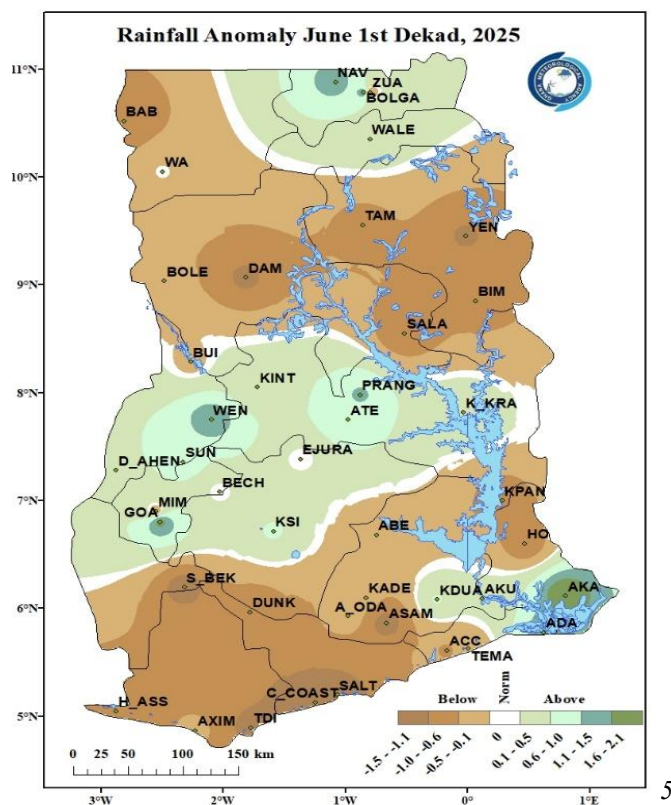 Rainfall Anomaly June 1st Dekad, 2025
11°N
NAV
ZUA
BOLGA
BAB
WALE
WA
10°N
TAM
YEN
DAM
9°N
BOLE
BIM
SALA
BUI
8°N
KINT
PRANG
WEN
ATE
K_KRA
SUN
EJURA
D_AHEN
BECH
7°N
MIM
KPAN
GOA
KSI
ABE
HO
S_BEK
6°N
KADE
KDUA
AKU
AKA
DUNK
A_ODA
ASAM
ADA
ACC
TEMA
C_COAST
SALT
H_ASS
AXIM
TDI
5°N
Below
Norm
Above
-1.5 - -1.1
-1.0 - -0.6
-0.5 - -0.1
0
0.1 - 0.5
0.6 - 1.0
1.1 - 1.5
1.6 - 2.1
0 50 100 150 km
3°W 2°W 1°W 0° 1°E
5